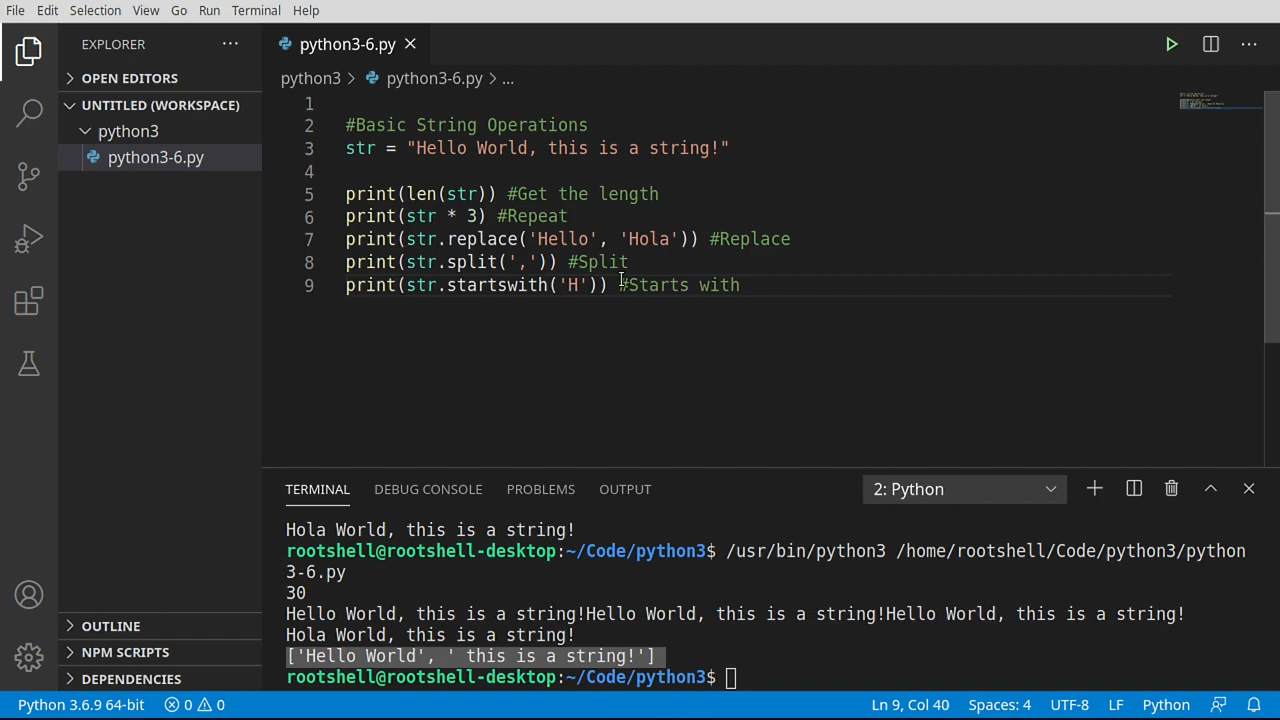 File Edit Selection View Go Run Terminal Help
EXPLORER ...
python3-6.py
OPEN EDITORS
UNTITLED (WORKSPACE)
python3
python3-6.py
python3 > python3-6.py > ...
1
2 #Basic String Operations
3 str = "Hello World, this is a string!"
4
5 print(len(str)) #Get the length
6 print(str * 3) #Repeat
7 print(str.replace('Hello', 'Hola')) #Replace
8 print(str.split(',')) #Split
9 print(str.startswith('H')) #Starts with
TERMINAL DEBUG CONSOLE PROBLEMS OUTPUT 2: Python
Hola World, this is a string!
rootshell@rootshell-desktop:~/Code/python3$ /usr/bin/python3 /home/rootshell/Code/python3/python
3-6.py
30
Hello World, this is a string!Hello World, this is a string!Hello World, this is a string!
Hola World, this is a string!
['Hello World', ' this is a string!']
rootshell@rootshell-desktop:~/Code/python3$
OUTLINE
NPM SCRIPTS
DEPENDENCIES
Python 3.6.9 64-bit 0 0 Ln 9, Col 40 Spaces: 4 UTF-8 LF Python